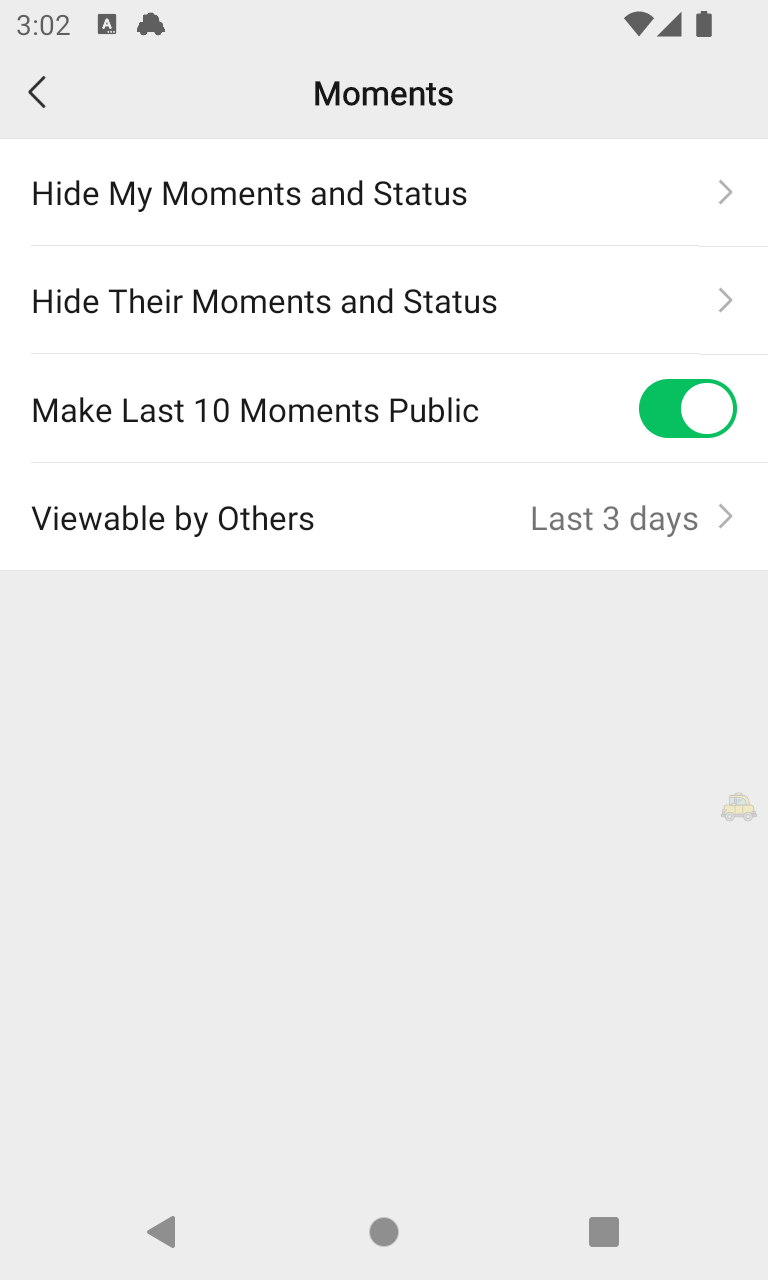 3:02
Moments
Hide My Moments and Status
Hide Their Moments and Status
Make Last 10 Moments Public
Viewable by Others Last 3 days